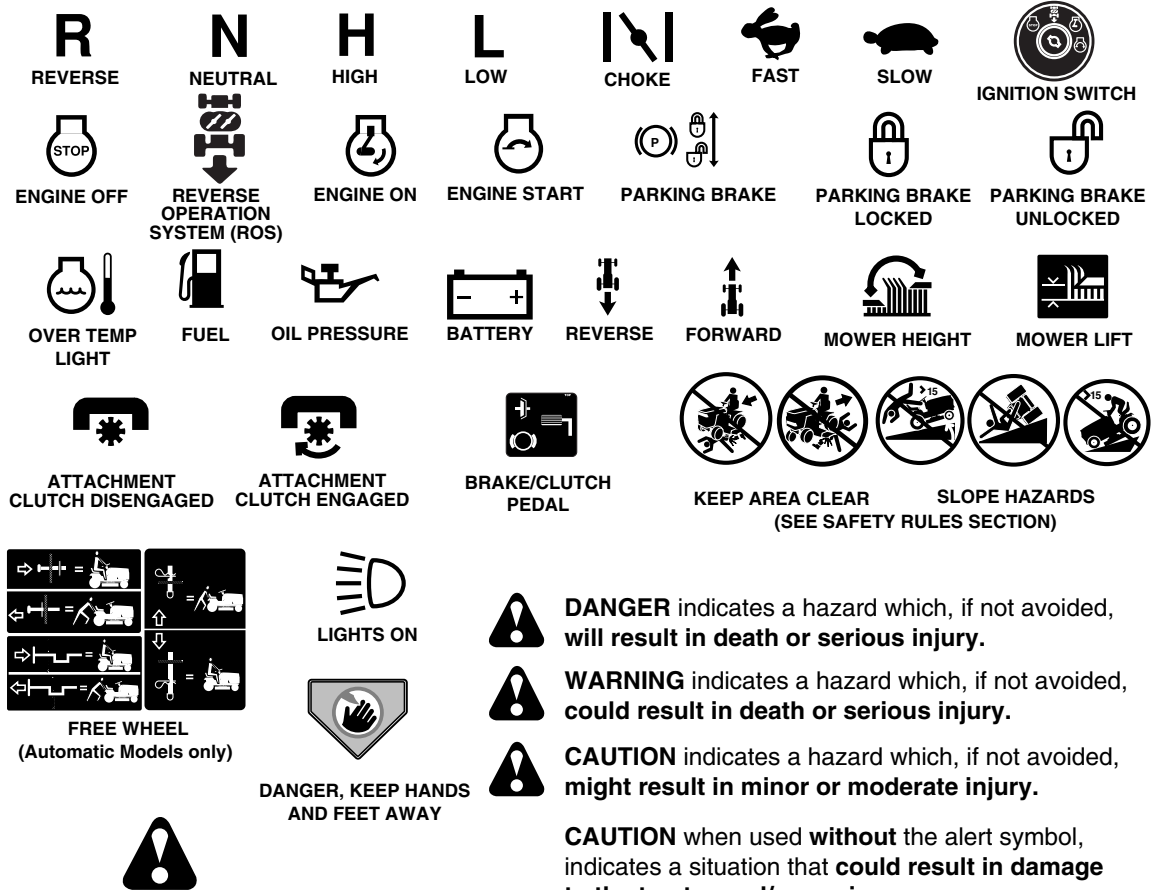 R
N
H
L
REVERSE
NEUTRAL
HIGH
LOW
CHOKE
FAST
SLOW
STOP
IGNITION SWITCH
STOP
P
ENGINE OFF
REVERSE
OPERATION
SYSTEM (ROS)
ENGINE ON
ENGINE START
PARKING BRAKE
PARKING BRAKE
LOCKED
PARKING BRAKE
UNLOCKED
OVER TEMP
LIGHT
FUEL
OIL PRESSURE
BATTERY
REVERSE
FORWARD
MOWER HEIGHT
MOWER LIFT
ATTACHMENT
CLUTCH DISENGAGED
ATTACHMENT
CLUTCH ENGAGED
BRAKE/CLUTCH
PEDAL
>15
>15
KEEP AREA CLEAR
SLOPE HAZARDS
(SEE SAFETY RULES SECTION)
FREE WHEEL
(Automatic Models only)
LIGHTS ON
DANGER, KEEP HANDS
AND FEET AWAY
DANGER indicates a hazard which, if not avoided,
will result in death or serious injury.
WARNING indicates a hazard which, if not avoided,
could result in death or serious injury.
CAUTION indicates a hazard which, if not avoided,
might result in minor or moderate injury.
CAUTION when used without the alert symbol,
indicates a situation that could result in damage